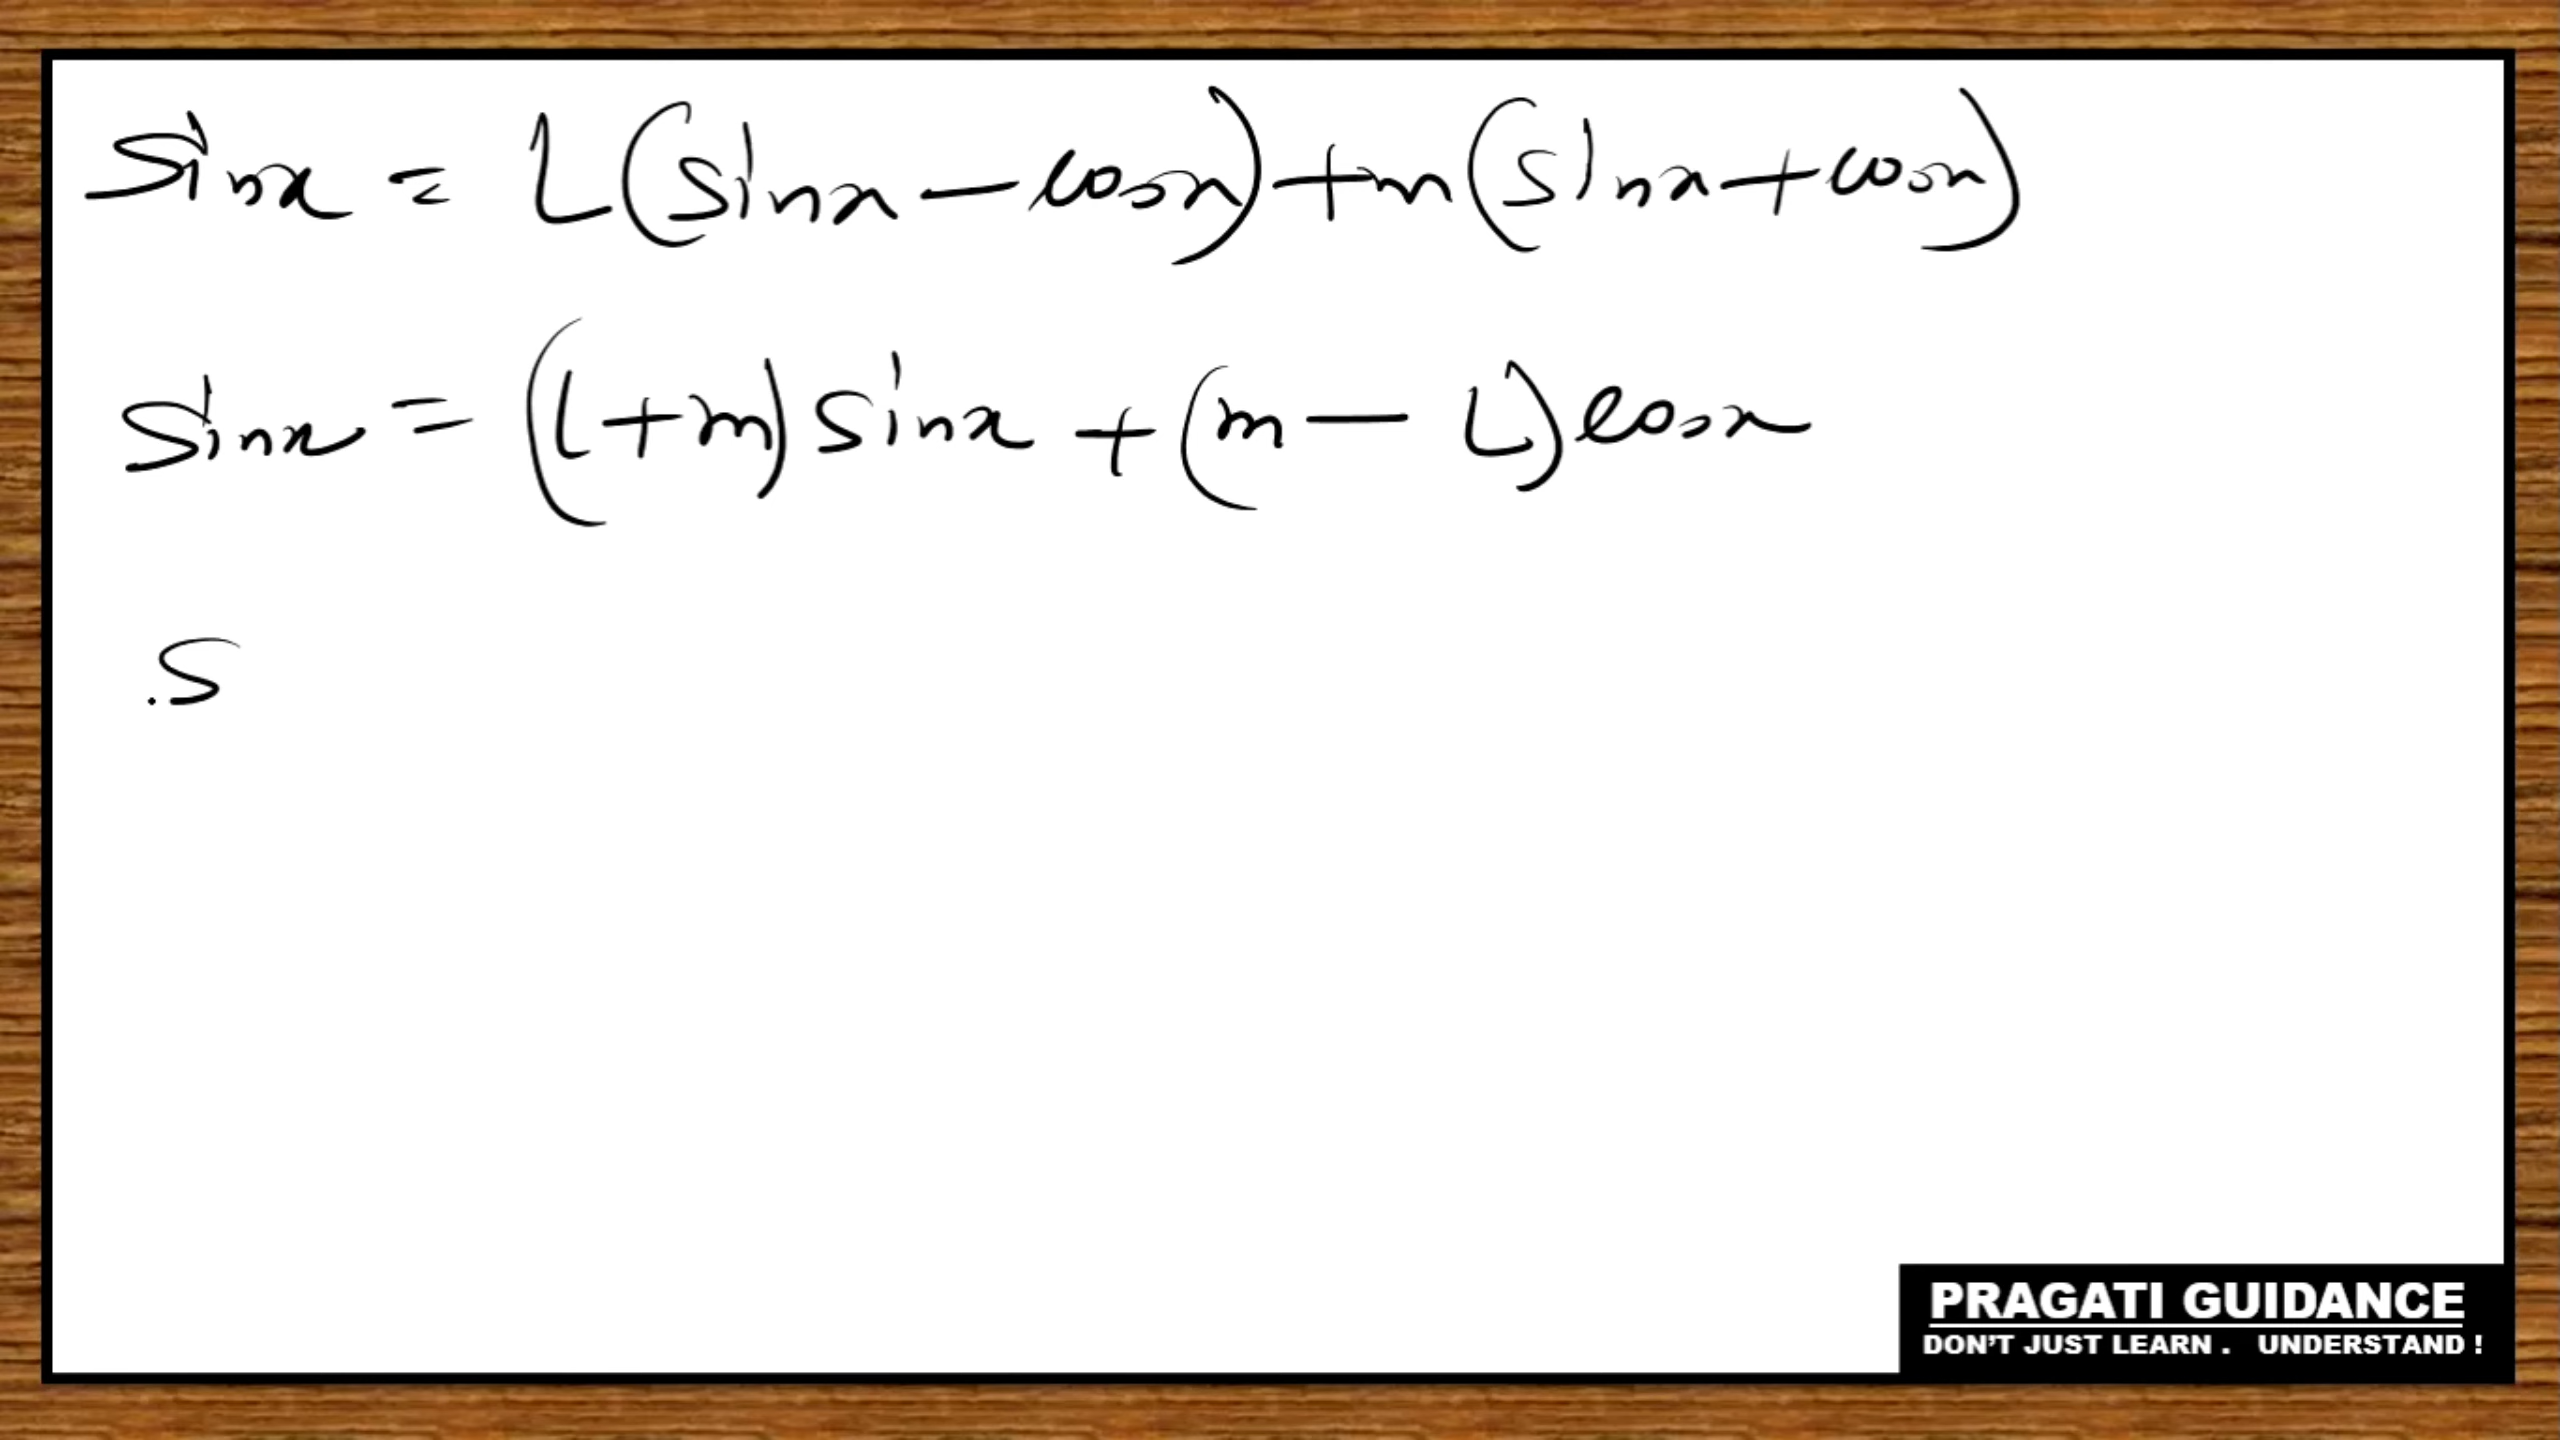 Sinx = L(sinx - cosx) + m(sinx + cosx)
Sinx = (L+m) sinx + (m - L) cosx
.S
PRAGATI GUIDANCE
DON'T JUST LEARN . UNDERSTAND !